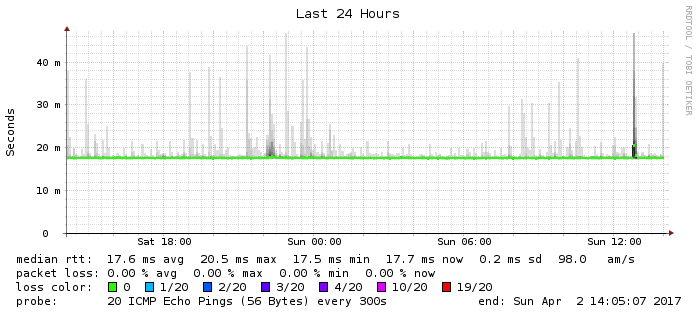 Last 24 Hours
RRDTOOL / TOBI OETIKER
Seconds
40 m
30 m
20 m
10 m
0
Sat 18:00 Sun 00:00 Sun 06:00 Sun 12:00
median rtt: 17.6 ms avg 20.5 ms max 17.5 ms min 17.7 ms now 0.2 ms sd 98.0 am/s
packet loss: 0.00 % avg 0.00 % max 0.00 % min 0.00 % now
loss color: 0 1/20 2/20 3/20 4/20 10/20 19/20
probe: 20 ICMP Echo Pings (56 Bytes) every 300s end: Sun Apr 2 14:05:07 2017